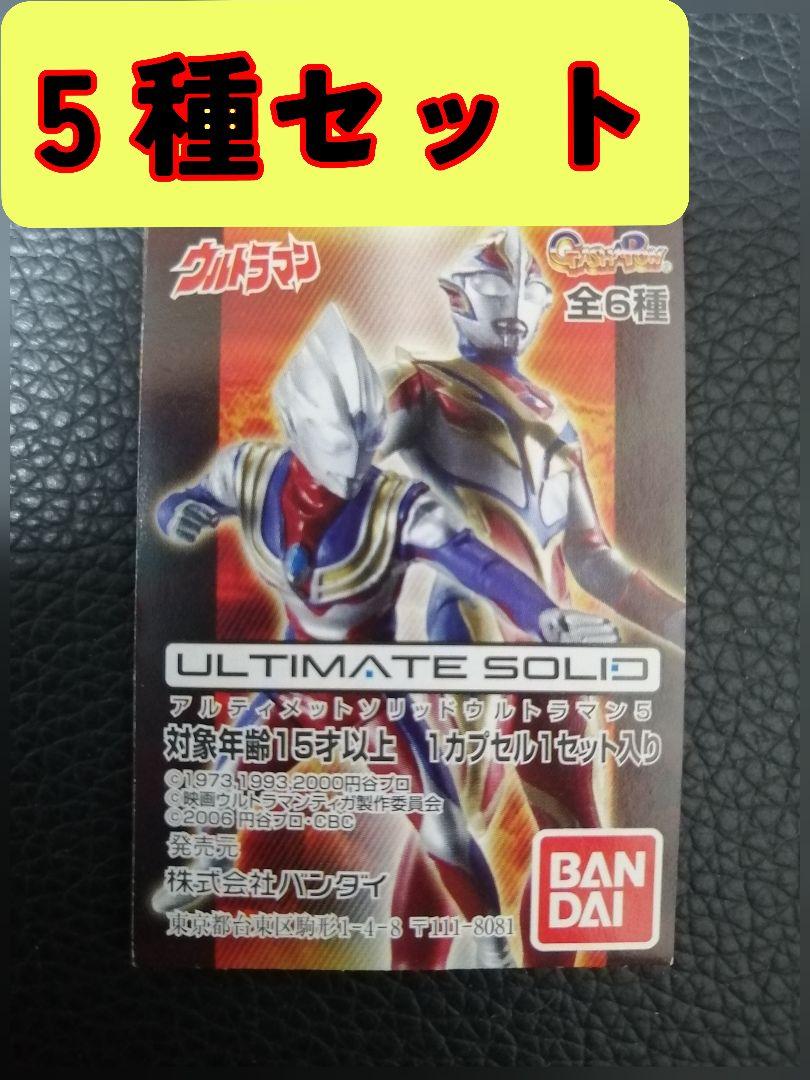 5種セット
ウルトラマン
GASHAPON®
全6種
ULTIMATE SOLID
アルティメットソリッドウルトラマン5
対象年齢15才以上 1カプセル1セット入り
©1973,1993,2000円谷プロ
©映画ウルトラマンティガ製作委員会
©2006円谷プロ・CBC
発売元
株式会社バンダイ
東京都台東区駒形1-4-8 〒111-8081
BAN
DAI